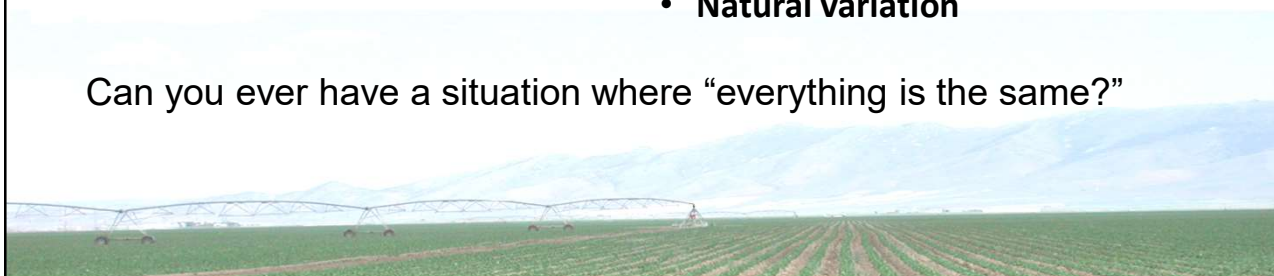 • Natural variation
Can you ever have a situation where “everything is the same?”